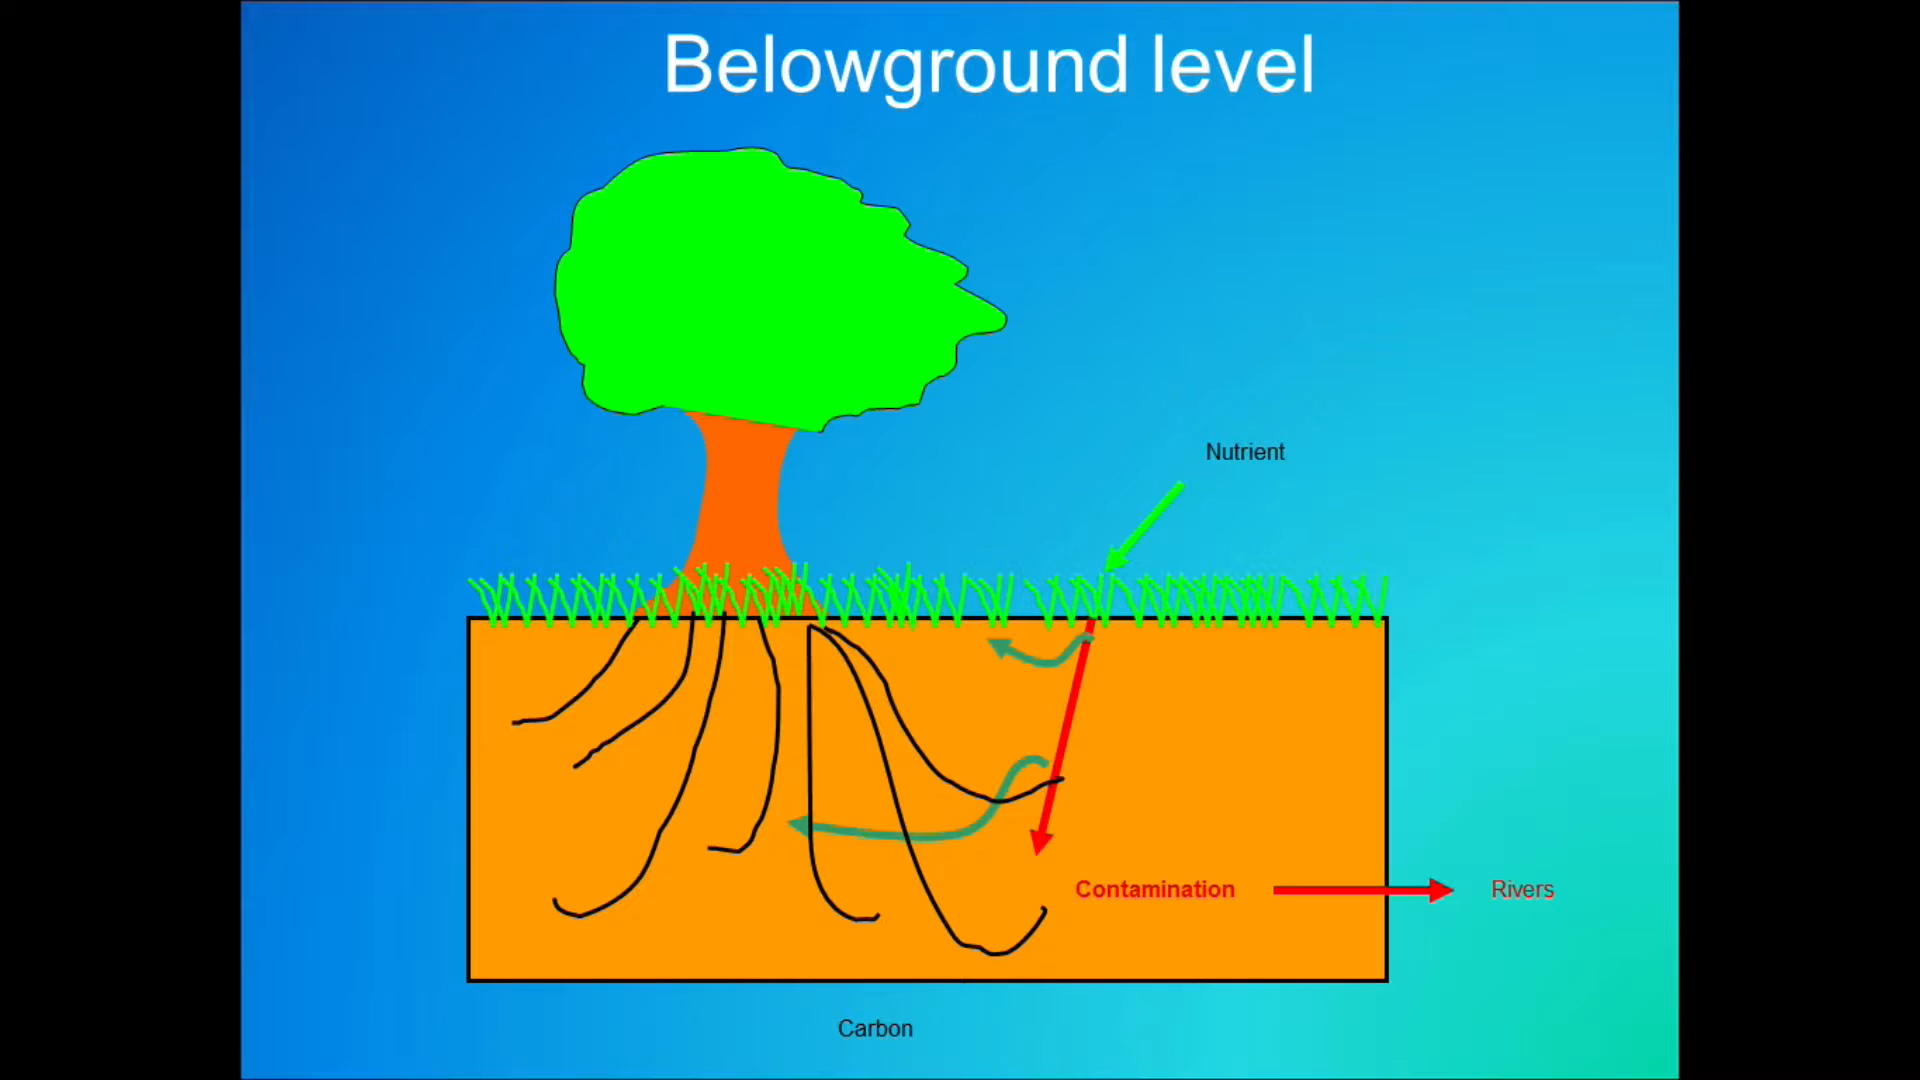 Belowground level
Nutrient
Contamination
Rivers
Carbon